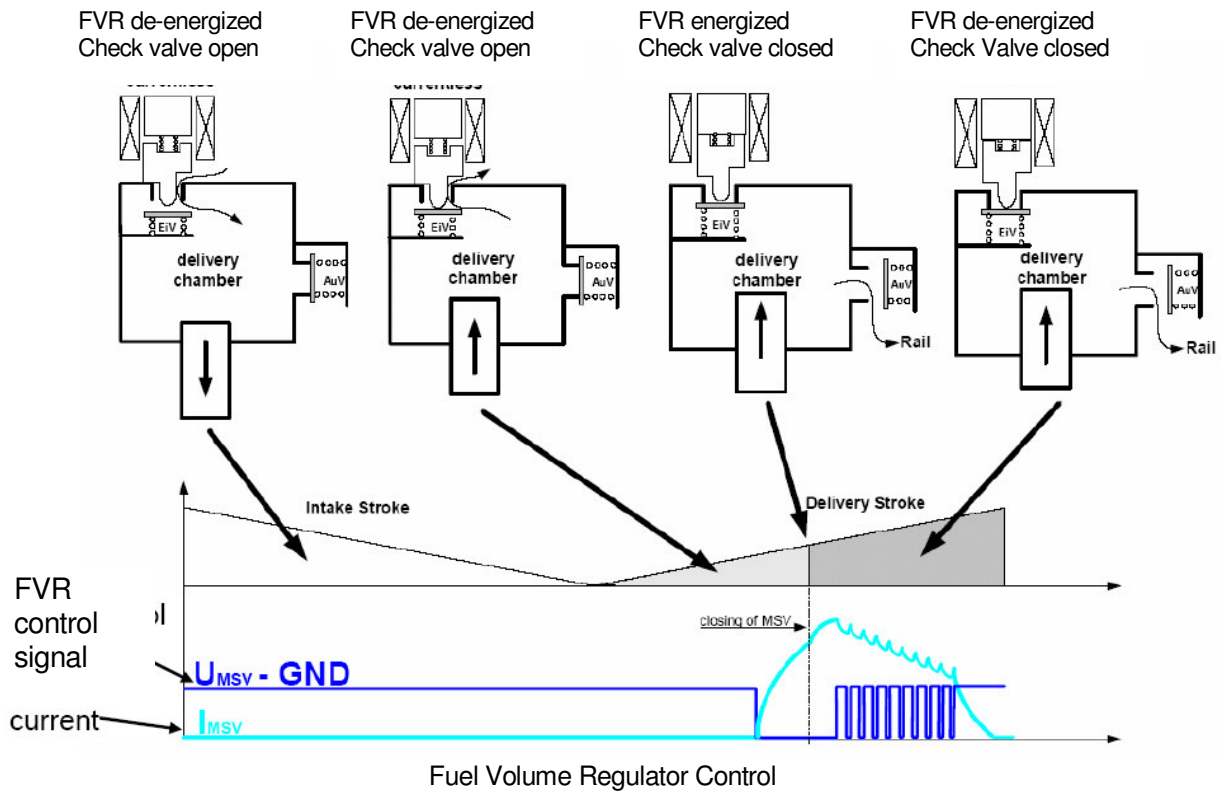 FVR de-energized
Check valve open
FVR de-energized
Check valve open
FVR energized
Check valve closed
FVR de-energized
Check Valve closed
EiV
delivery
chamber
AuV
EiV
delivery
chamber
AuV
EiV
delivery
chamber
AuV
Rail
EiV
delivery
chamber
AuV
Rail
Intake Stroke
Delivery Stroke
FVR
control
signal
closing of MSV
UMSV - GND
current
IMSV
Fuel Volume Regulator Control